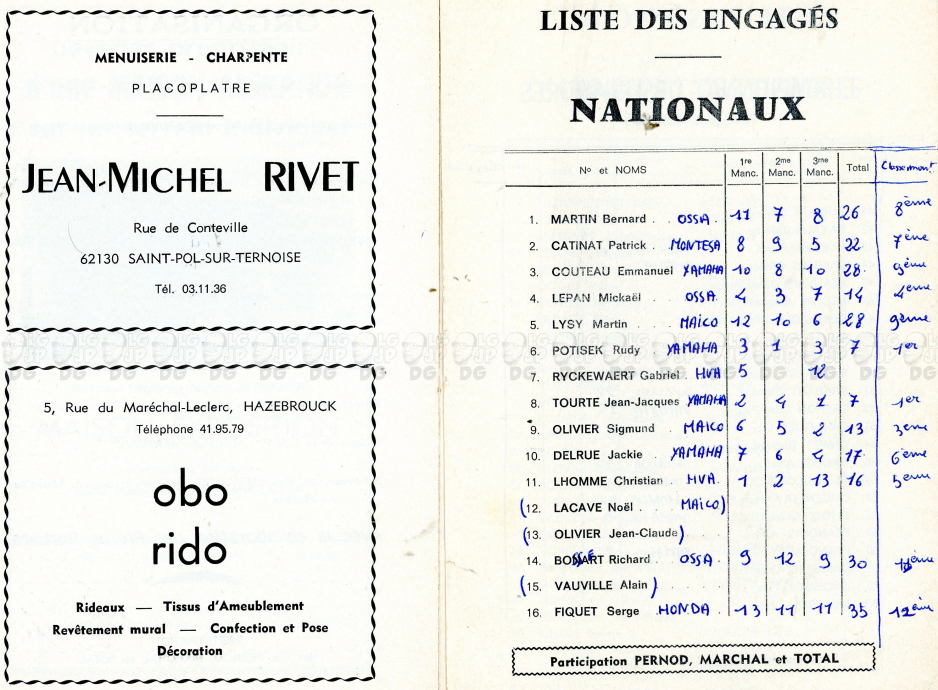 MENUISERIE - CHARPENTE
PLACOPLATRE
JEAN-MICHEL RIVET
Rue de Conteville
62130 SAINT-POL-SUR-TERNOISE
Tél. 03.11.36
5, Rue du Maréchal-Leclerc, HAZEBROUCK
Téléphone 41.95.79
obo
rido
Rideaux — Tissus d'Ameublement
Revêtement mural — Confection et Pose
Décoration
LISTE DES ENGAGÉS
NATIONAUX
Nº et NOMS 1re Manc. 2me Manc. 3me Manc. Total Classement
1. MARTIN Bernard . OSSA 11 7 8 26 8ème
2. CATINAT Patrick . MONTESA 8 9 5 22 7ème
3. COUTEAU Emmanuel YAMAHA 10 8 10 28 9ème
4. LEPAN Mickaël . OSSA 4 3 7 14 4eme
5. LYSY Martin . MAICO 12 10 6 28 9ème
6. POTISEK Rudy YAMAHA 3 1 3 7 1er
7. RYCKEWAERT Gabriel HVA 5 12
8. TOURTE Jean-Jacques YAMAHA 2 4 1 7 1er
9. OLIVIER Sigmund MAICO 6 5 2 13 3eme
10. DELRUE Jackie . YAMAHA 7 6 4 17 6ème
11. LHOMME Christian HVA 1 2 13 16 5eme
(12. LACAVE Noël . MAICO)
(13. OLIVIER Jean-Claude)
14. Richard . OSSA 9 12 9 30 11ème
(15. VAUVILLE Alain )
16. FIQUET Serge HONDA 13 11 11 35 12ème
Participation PERNOD, MARCHAL et TOTAL